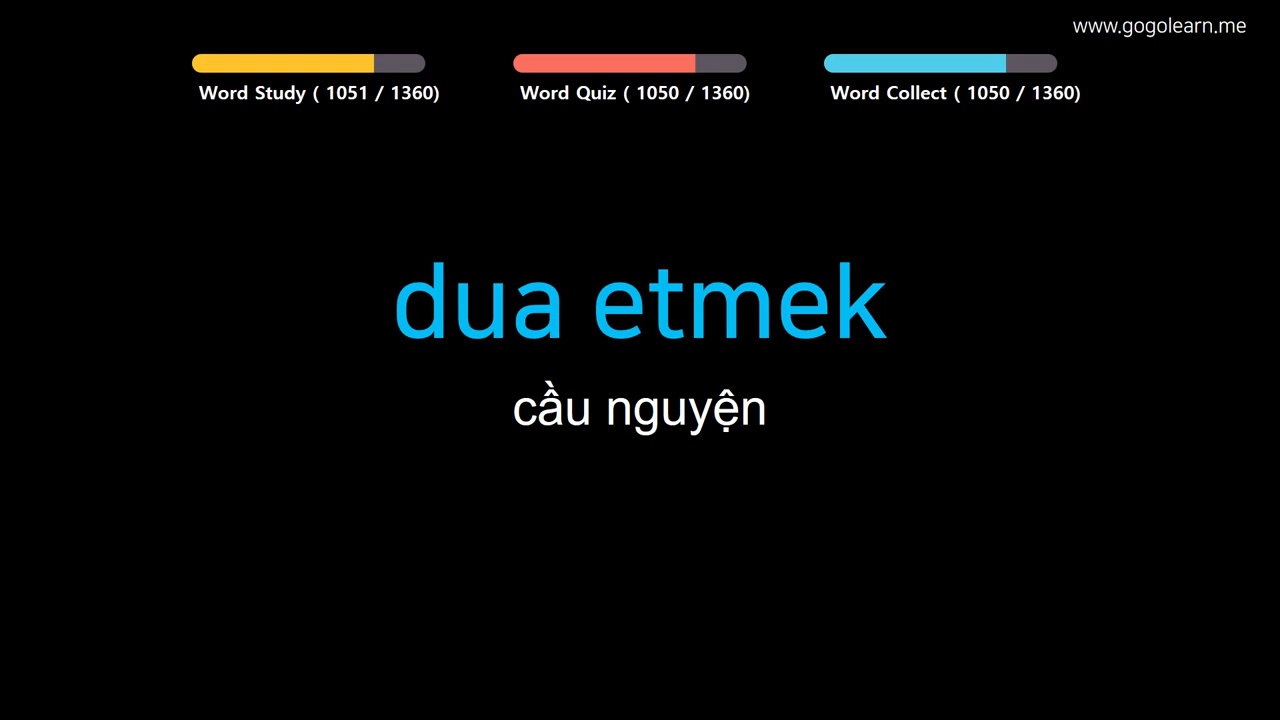 www.gogolearn.me
Word Study ( 1051 / 1360)
Word Quiz ( 1050 / 1360)
Word Collect ( 1050 / 1360)
dua etmek
cầu nguyện